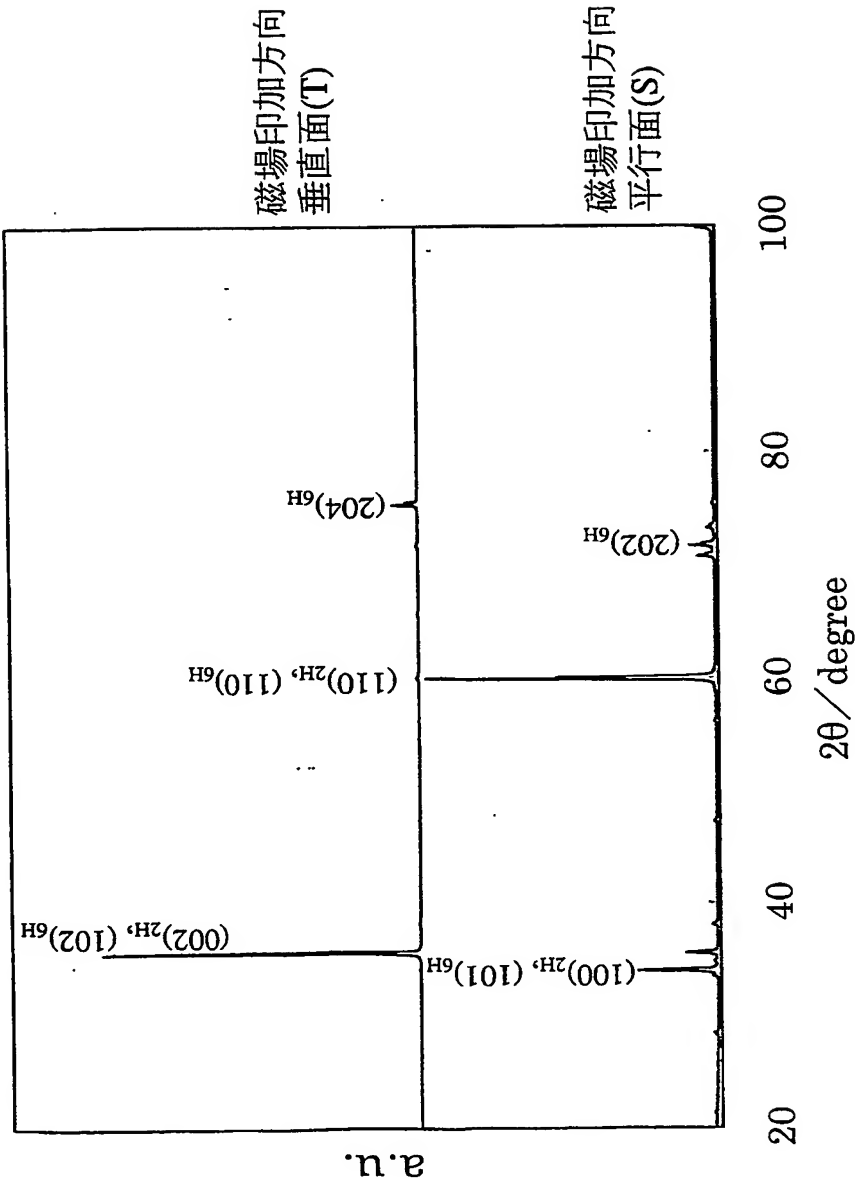 磁場印加方向
垂直面(T)
(002)2H, (102)6H
(110)2H, (110)6H
(204)6H
磁場印加方向
平行面(S)
(100)2H, (101)6H
(202)6H
a.u.
20
40
60
80
100
2θ/degree